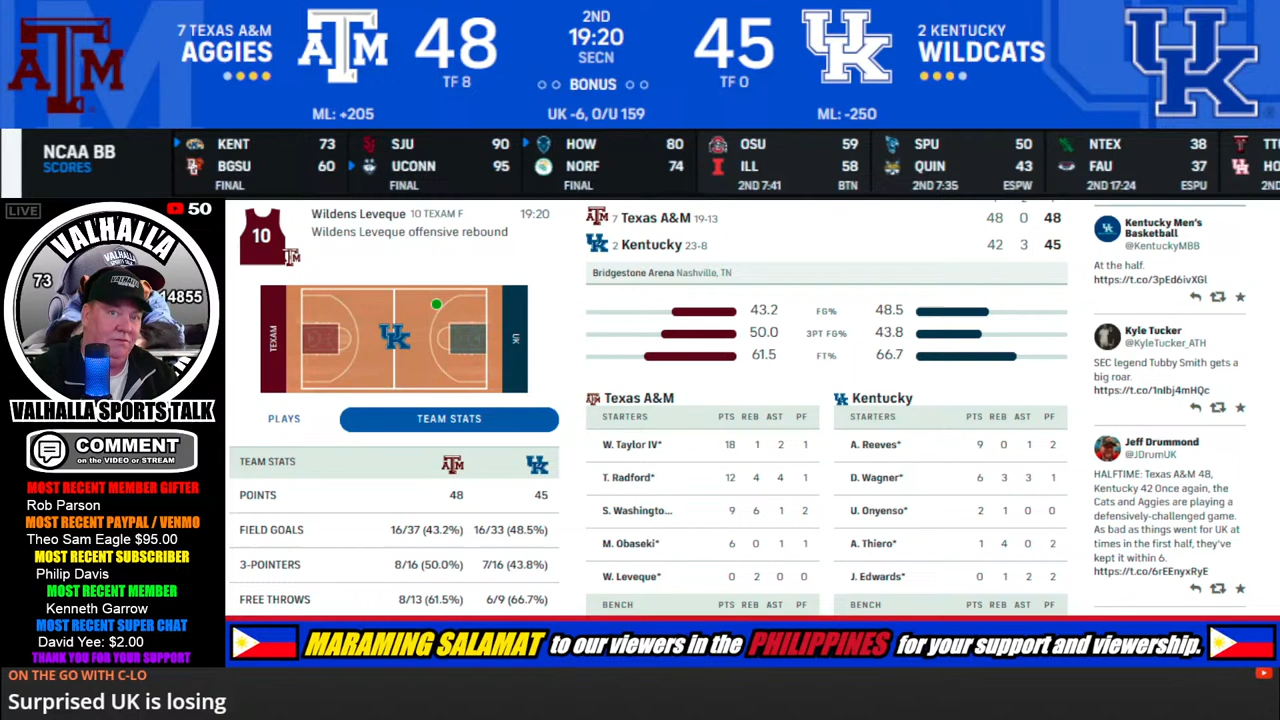 7 TEXAS A&M
AGGIES
48
TF 8
2ND
19:20
SECN
BONUS
45
TF 0
2 KENTUCKY
WILDCATS
ML: +205
UK -6, O/U 159
ML: -250
NCAA BB
SCORES
KENT 73
BGSU 60
FINAL
SJU 90
UCONN 95
FINAL
HOW 80
NORF 74
FINAL
OSU 59
ILL 58
2ND 7:41 BTN
SPU 50
QUIN 43
2ND 7:35 ESPW
NTEX 38
FAU 37
2ND 17:24 ESPU
LIVE
50
VALHALLA
VALHALLA
73
14855
VALHALLA SPORTS TALK
COMMENT
on the VIDEO or STREAM
MOST RECENT MEMBER GIFTER
Rob Parson
MOST RECENT PAYPAL / VENMO
Theo Sam Eagle $95.00
MOST RECENT SUBSCRIBER
Philip Davis
MOST RECENT MEMBER
Kenneth Garrow
MOST RECENT SUPER CHAT
David Yee: $2.00
THANK YOU FOR YOUR SUPPORT
10
Wildens Leveque 10 TEXAM F 19:20
Wildens Leveque offensive rebound
TEXAM
UK
PLAYS
TEAM STATS
TEAM STATS
POINTS 48 45
FIELD GOALS 16/37 (43.2%) 16/33 (48.5%)
3-POINTERS 8/16 (50.0%) 7/16 (43.8%)
FREE THROWS 8/13 (61.5%) 6/9 (66.7%)
7 Texas A&M 19-13 48 0 48
2 Kentucky 23-8 42 3 45
Bridgestone Arena Nashville, TN
43.2 FG% 48.5
50.0 3PT FG% 43.8
61.5 FT% 66.7
Texas A&M
STARTERS PTS REB AST PF
W. Taylor IV* 18 1 2 1
T. Radford* 12 4 4 1
S. Washingto... 9 6 1 2
M. Obaseki* 6 0 1 1
W. Leveque* 0 2 0 0
BENCH PTS REB AST PF
Kentucky
STARTERS PTS REB AST PF
A. Reeves* 9 0 1 2
D. Wagner* 6 3 3 1
U. Onyenso* 2 1 0 0
A. Thiero* 1 4 0 2
J. Edwards* 0 1 2 2
BENCH PTS REB AST PF
Kentucky Men's
Basketball
@KentuckyMBB
At the half.
https://t.co/3pEd6ivXGl
Kyle Tucker
@KyleTucker_ATH
SEC legend Tubby Smith gets a
big roar.
https://t.co/1nIbj4mHQc
Jeff Drummond
@JDrumUK
HALFTIME: Texas A&M 48,
Kentucky 42 Once again, the
Cats and Aggies are playing a
defensively-challenged game.
As bad as things went for UK at
times in the first half, they've
kept it within 6.
https://t.co/6rEEnyxRyE
MARAMING SALAMAT to our viewers in the PHILIPPINES for your support and viewership.
ON THE GO WITH C-LO
Surprised UK is losing